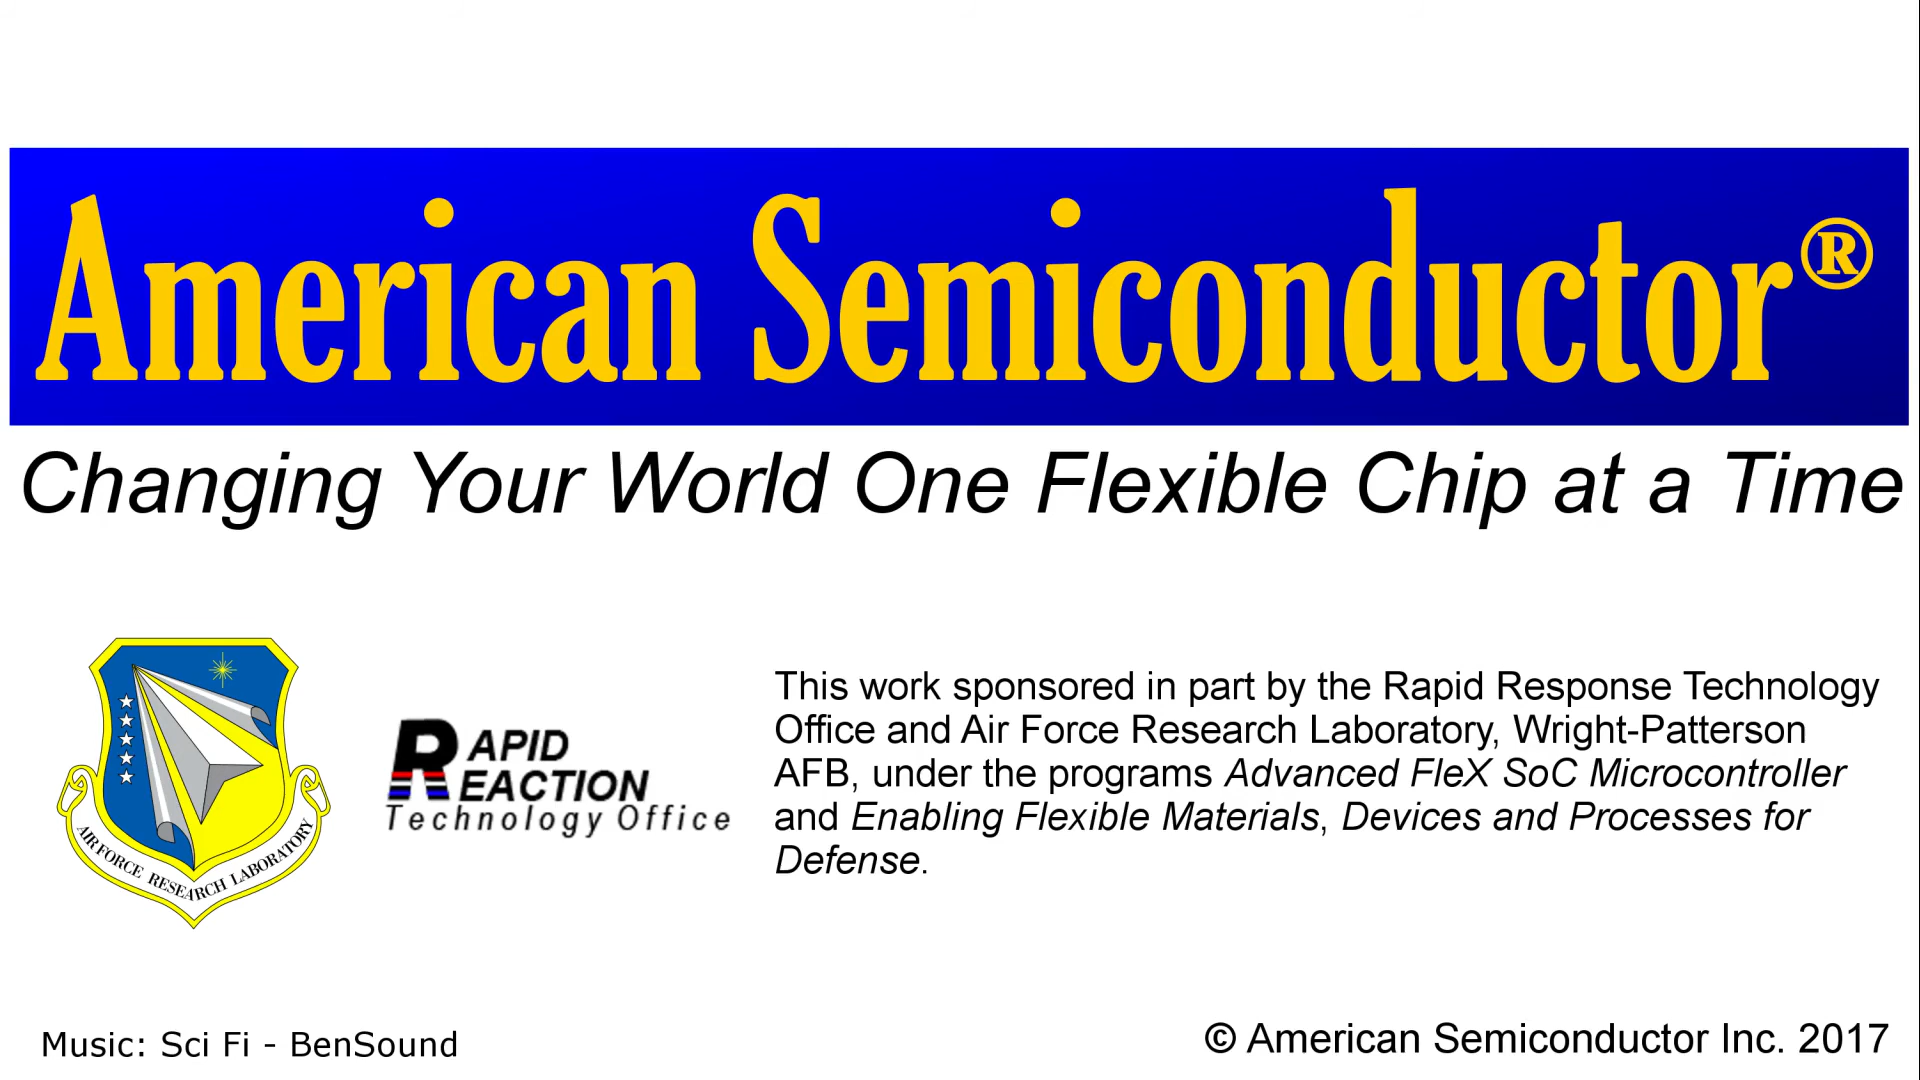 American Semiconductor®
Changing Your World One Flexible Chip at a Time
AIR FORCE RESEARCH LABORATORY
RAPID
REACTION
Technology Office
This work sponsored in part by the Rapid Response Technology
Office and Air Force Research Laboratory, Wright-Patterson
AFB, under the programs Advanced FleX SoC Microcontroller
and Enabling Flexible Materials, Devices and Processes for
Defense.
Music: Sci Fi - BenSound
© American Semiconductor Inc. 2017